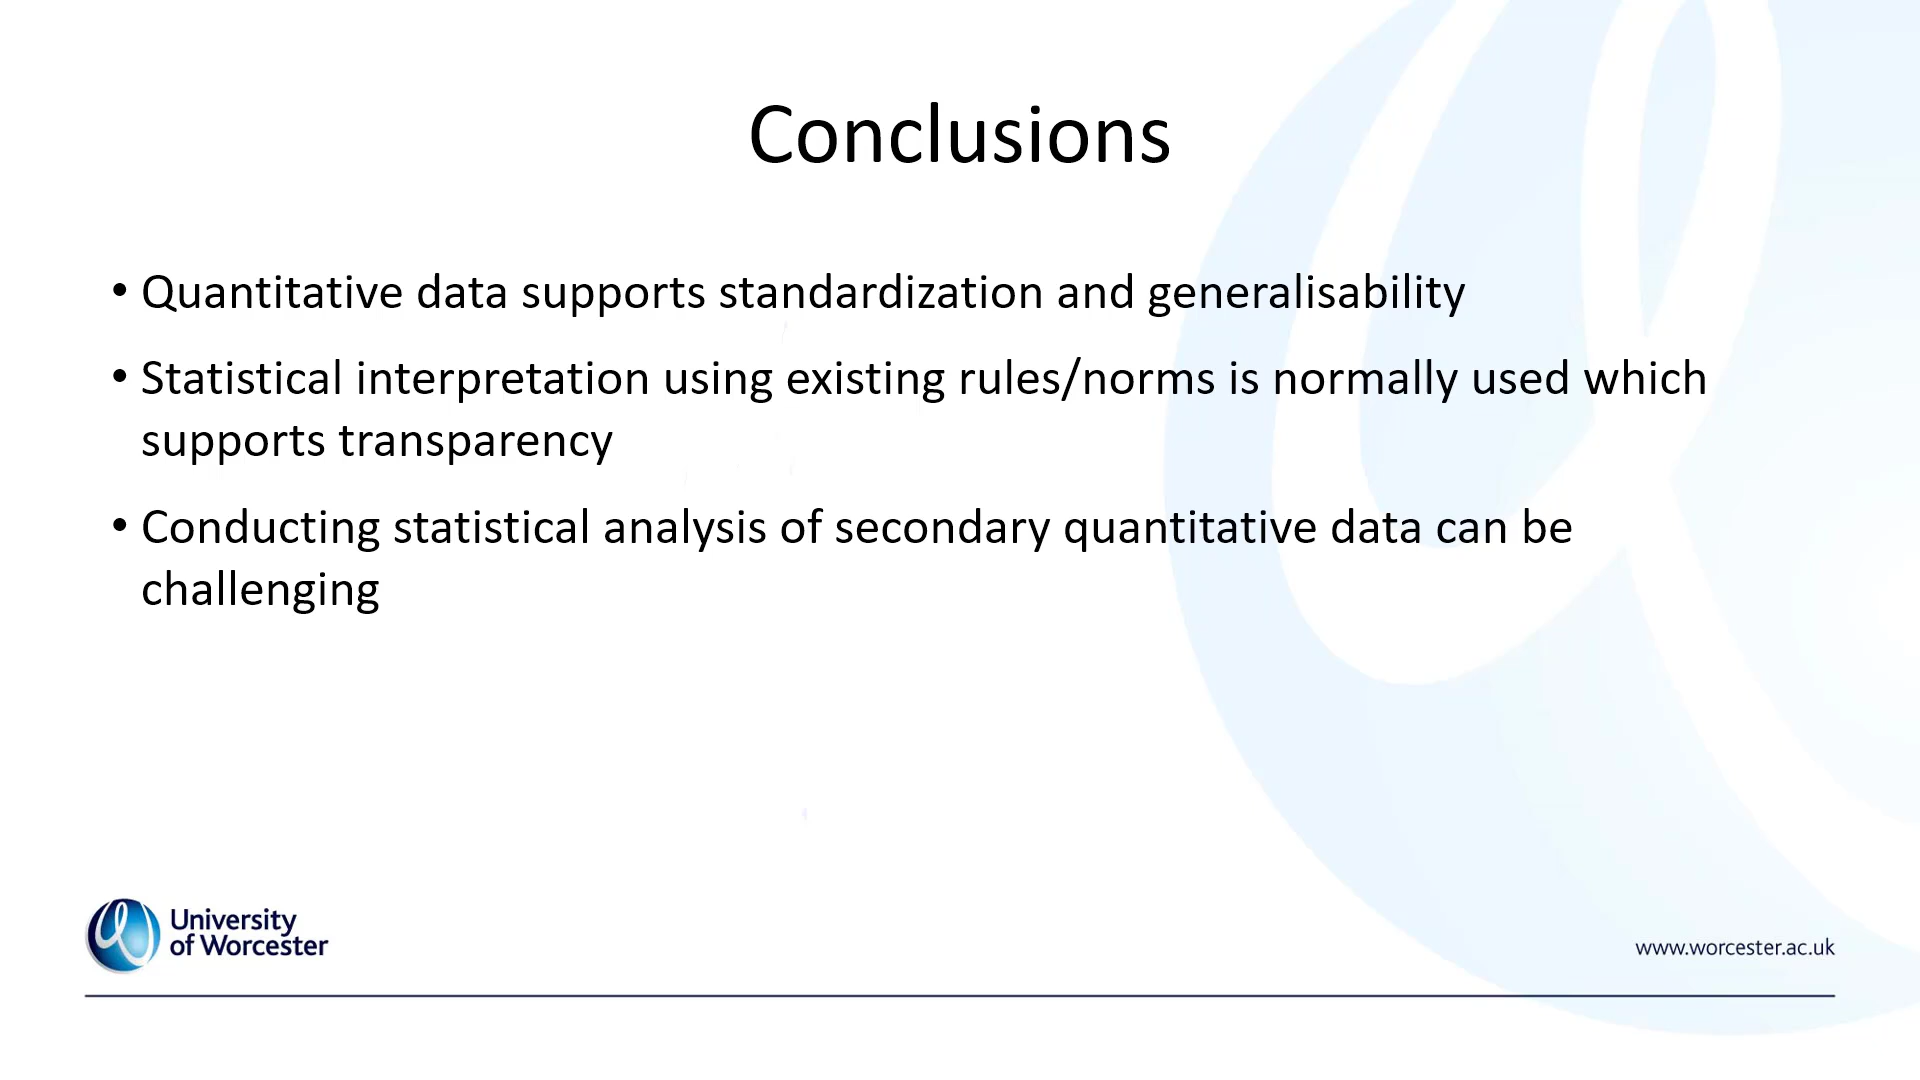 Conclusions
• Quantitative data supports standardization and generalisability
• Statistical interpretation using existing rules/norms is normally used which
supports transparency
• Conducting statistical analysis of secondary quantitative data can be
challenging
University
of Worcester
www.worcester.ac.uk